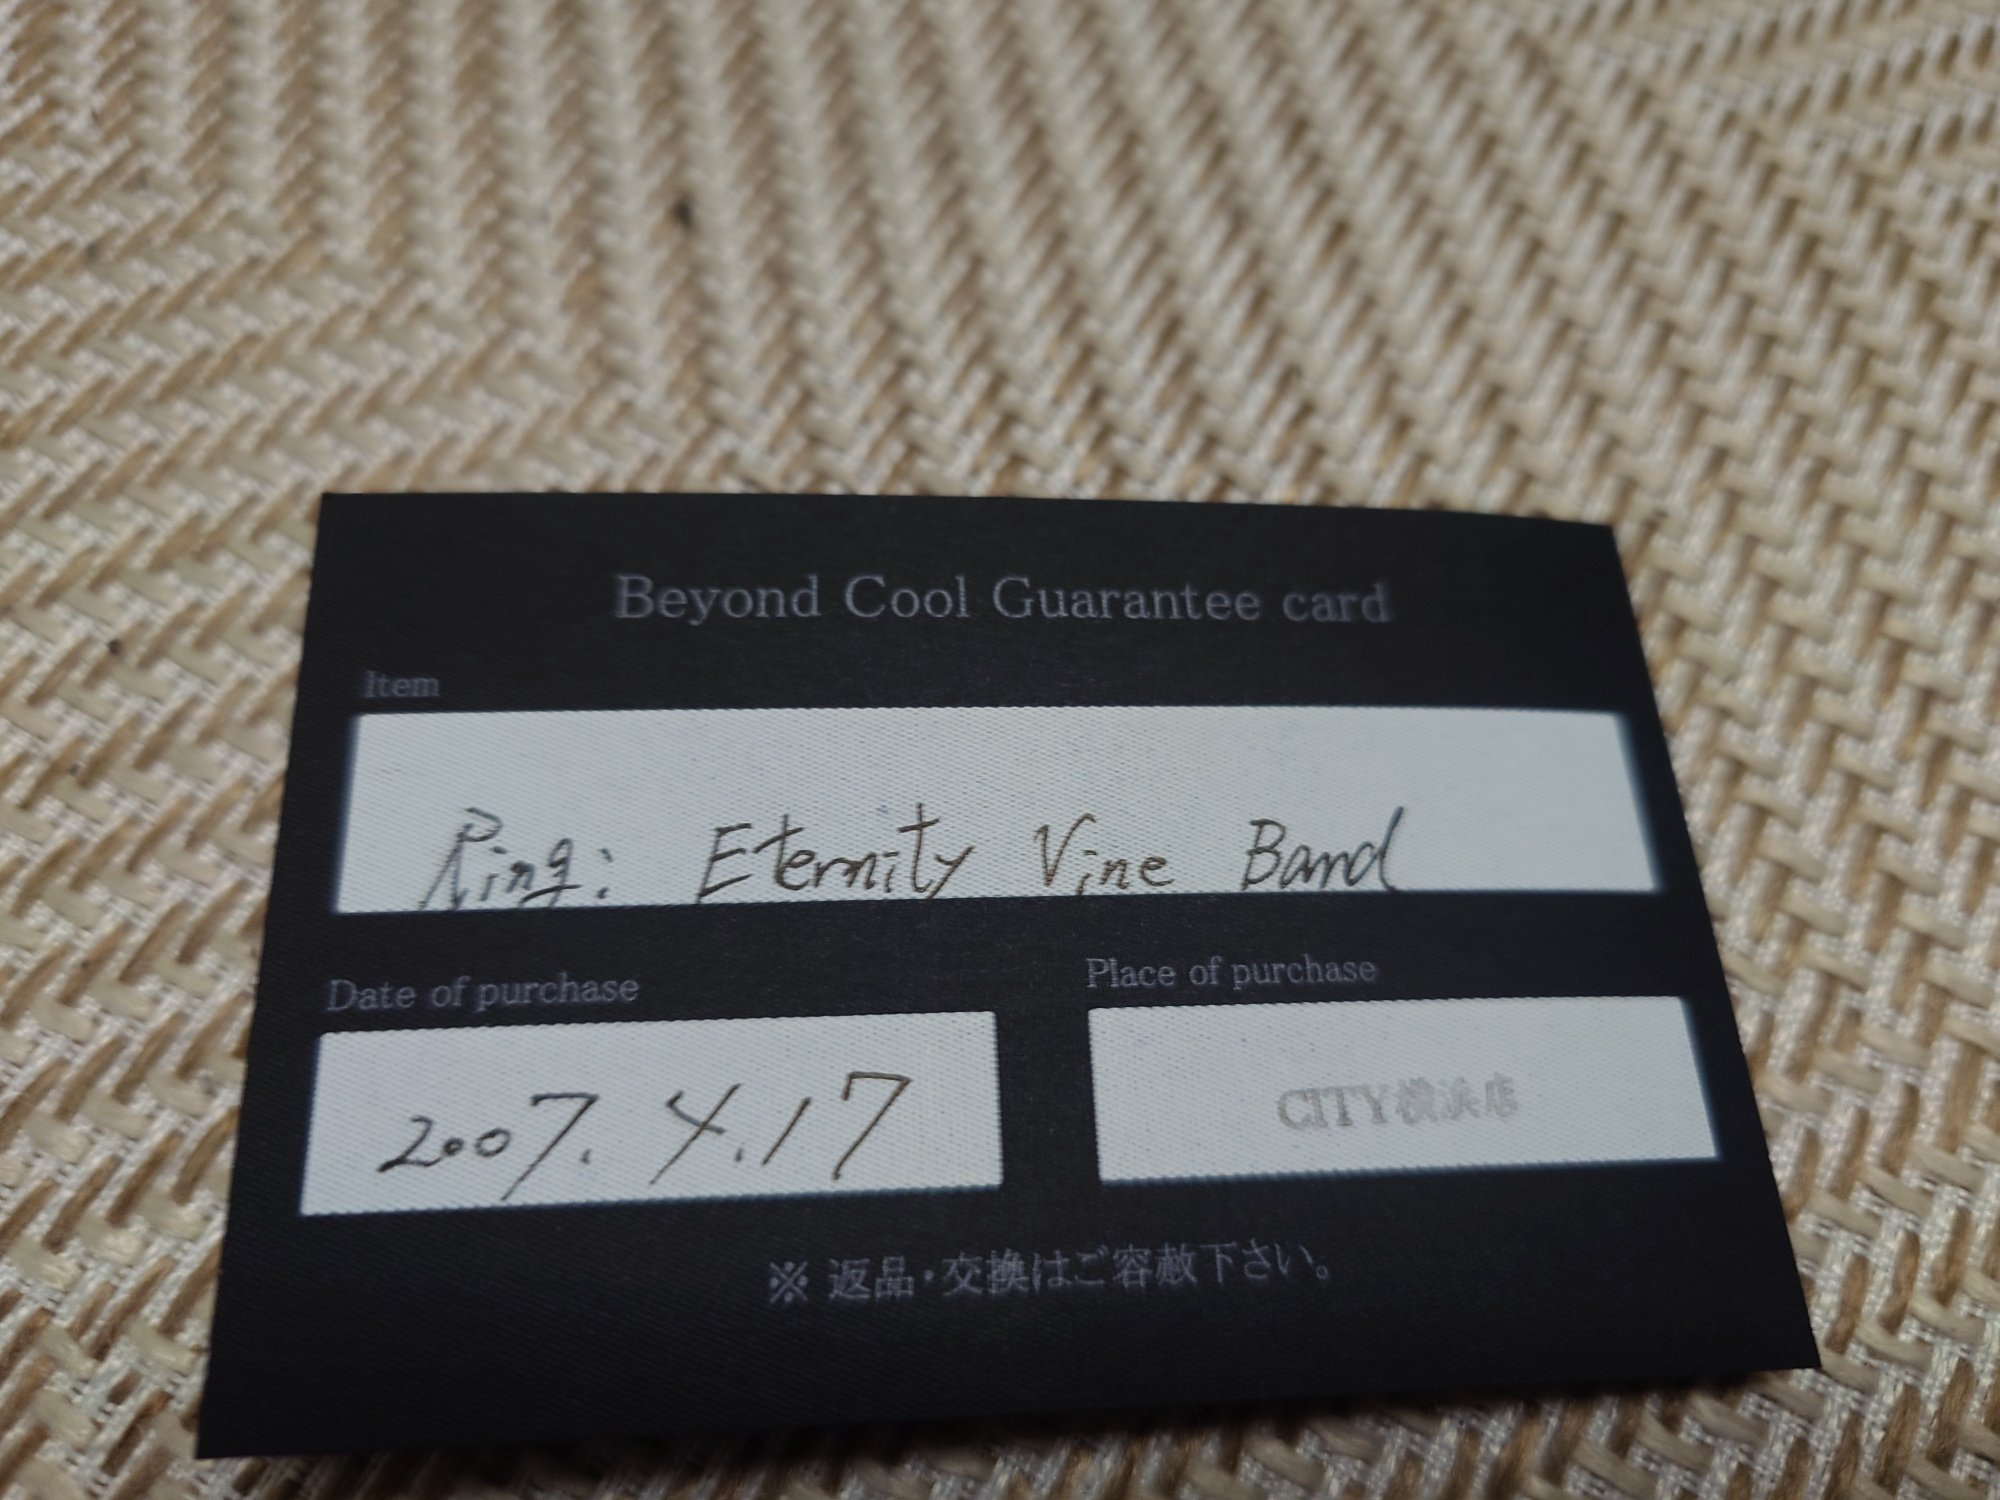 Beyond Cool Guarantee card
Item
Ring: Eternity Vine Band
Date of purchase
2007.4.17
Place of purchase
CITY横浜店
※ 返品・交換はご容赦下さい。